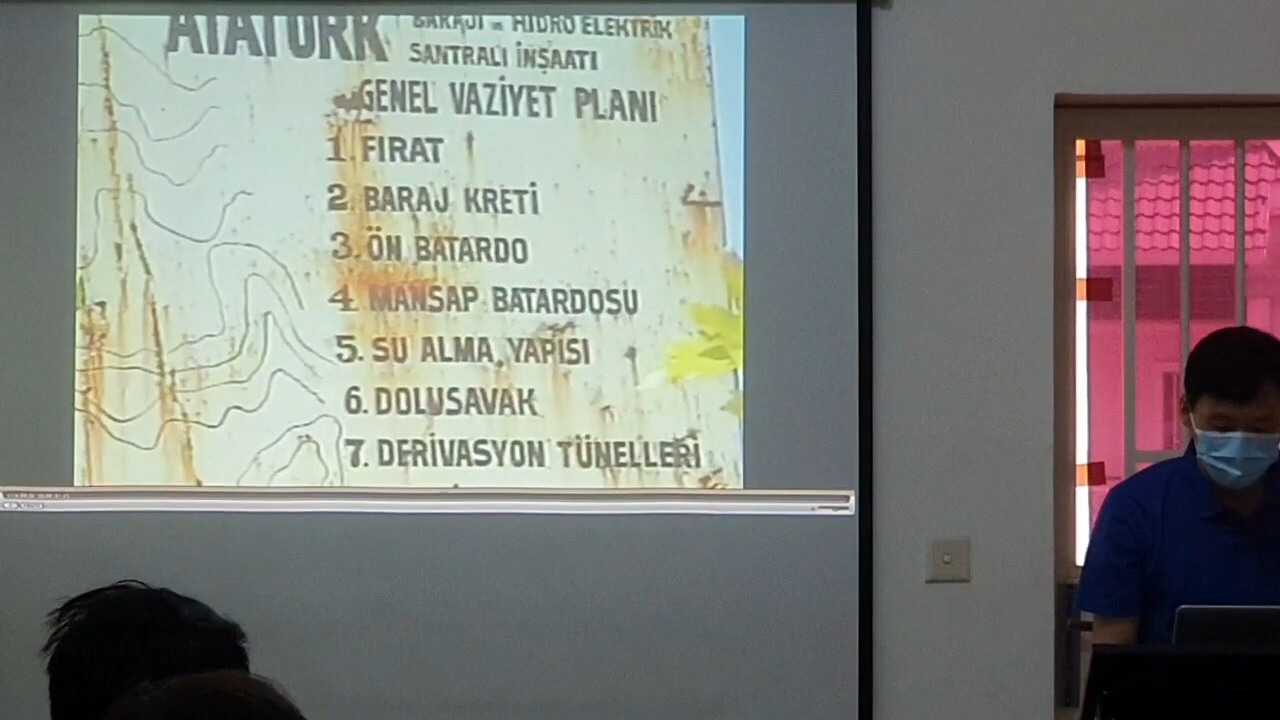 ATATÜRK BARAJI ve HİDRO ELEKTRİK
SANTRALI İNŞAATI
GENEL VAZİYET PLANI
1. FIRAT
2. BARAJ KRETİ
3. ÖN BATARDO
4. MANSAP BATARDOSU
5. SU ALMA YAPISI
6. DOLUSAVAK
7. DERİVASYON TÜNELLERİ